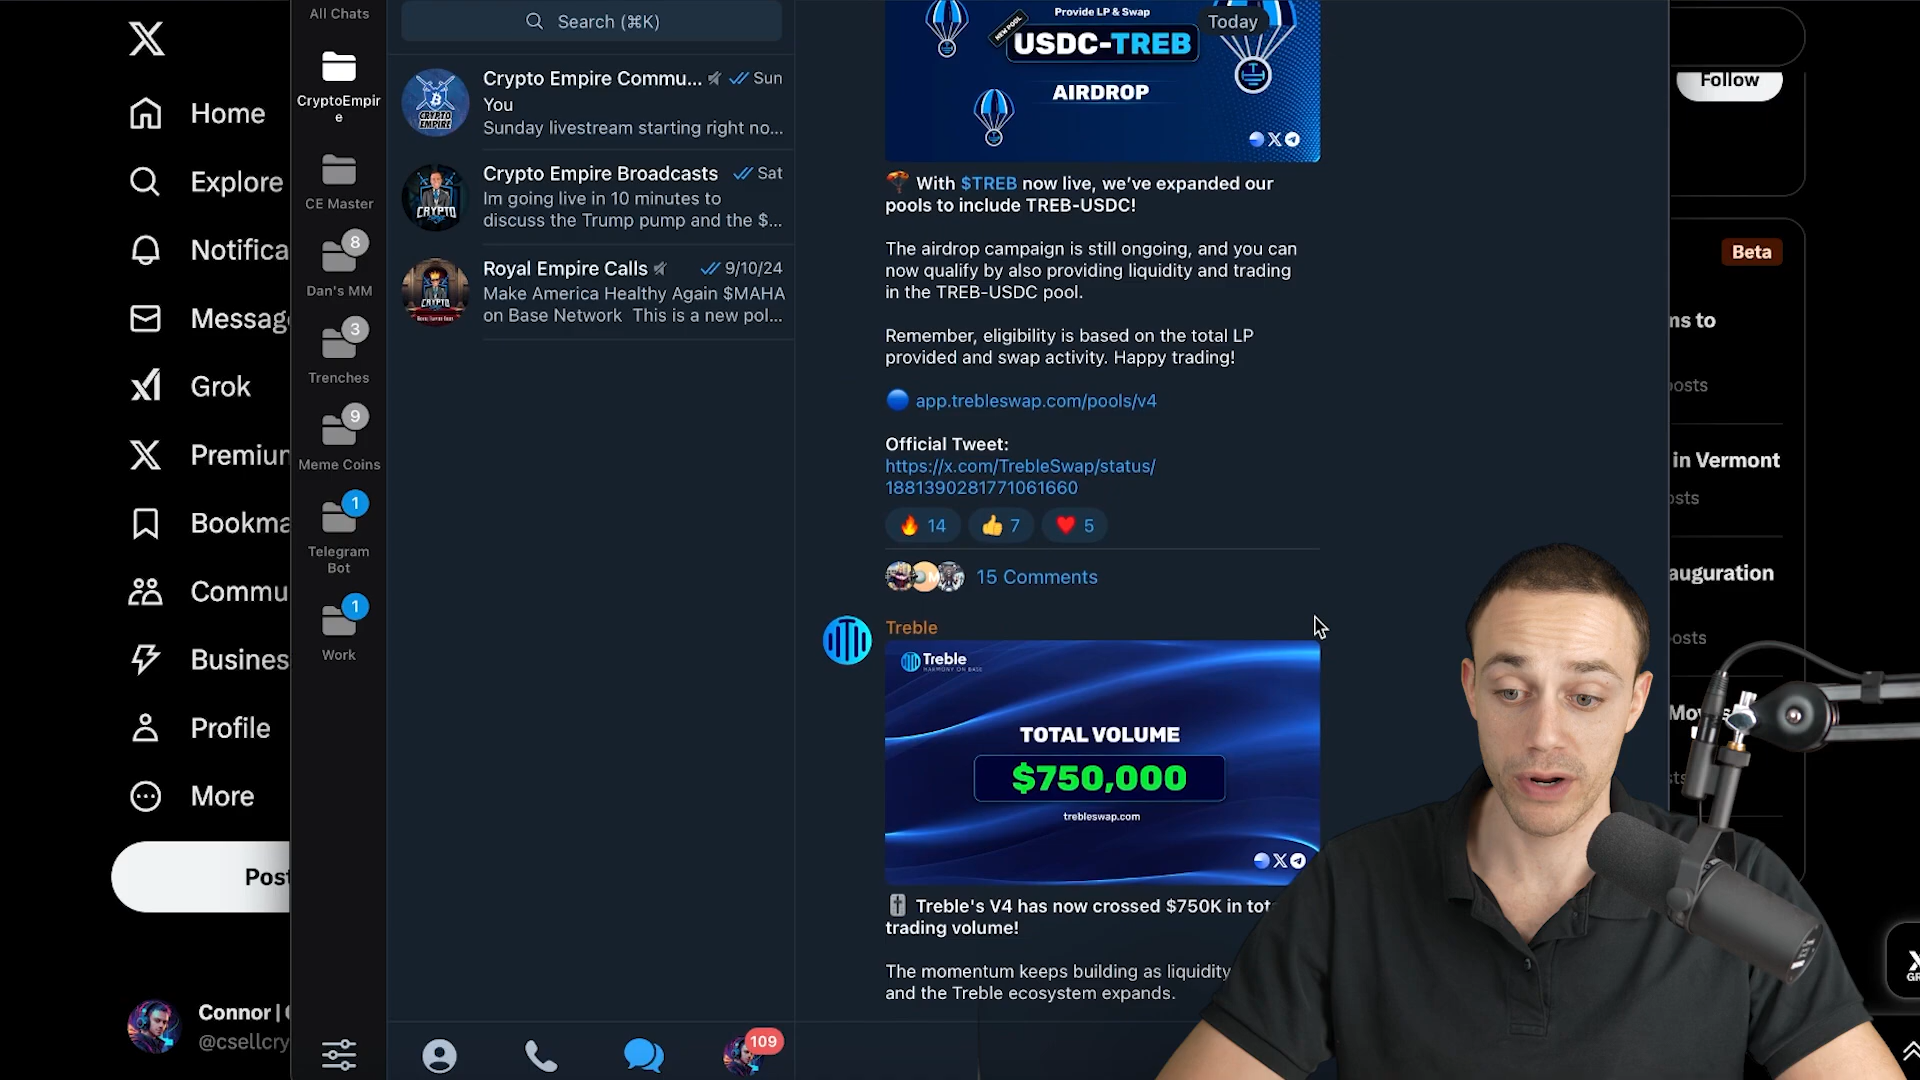 Home
Explore
Notifica
Messag
Grok
Premiun
Bookma
Commu
Busines
Profile
More
Post
Connor | C
@csellcry
All Chats
CryptoEmpir
e
CE Master
8
Dan's MM
3
Trenches
9
Meme Coins
1
Telegram
Bot
1
Work
Search (⌘K)
Crypto Empire Commu... Sun
You
Sunday livestream starting right no...
Crypto Empire Broadcasts Sat
Im going live in 10 minutes to
discuss the Trump pump and the $...
Royal Empire Calls 9/10/24
Make America Healthy Again $MAHA
on Base Network This is a new pol...
109
Today
Provide LP & Swap
NEW POOL
USDC-TREB
AIRDROP
With $TREB now live, we've expanded our
pools to include TREB-USDC!
The airdrop campaign is still ongoing, and you can
now qualify by also providing liquidity and trading
in the TREB-USDC pool.
Remember, eligibility is based on the total LP
provided and swap activity. Happy trading!
app.trebleswap.com/pools/v4
Official Tweet:
https://x.com/TrebleSwap/status/
1881390281771061660
🔥 14 👍 7 ❤️ 5
15 Comments
Treble
Treble
HARMONY ON BASE
TOTAL VOLUME
$750,000
trebleswap.com
Treble's V4 has now crossed $750K in tot
trading volume!
The momentum keeps building as liquidity
and the Treble ecosystem expands.
Follow
Beta
ns to
osts
in Vermont
osts
auguration
osts
Mov